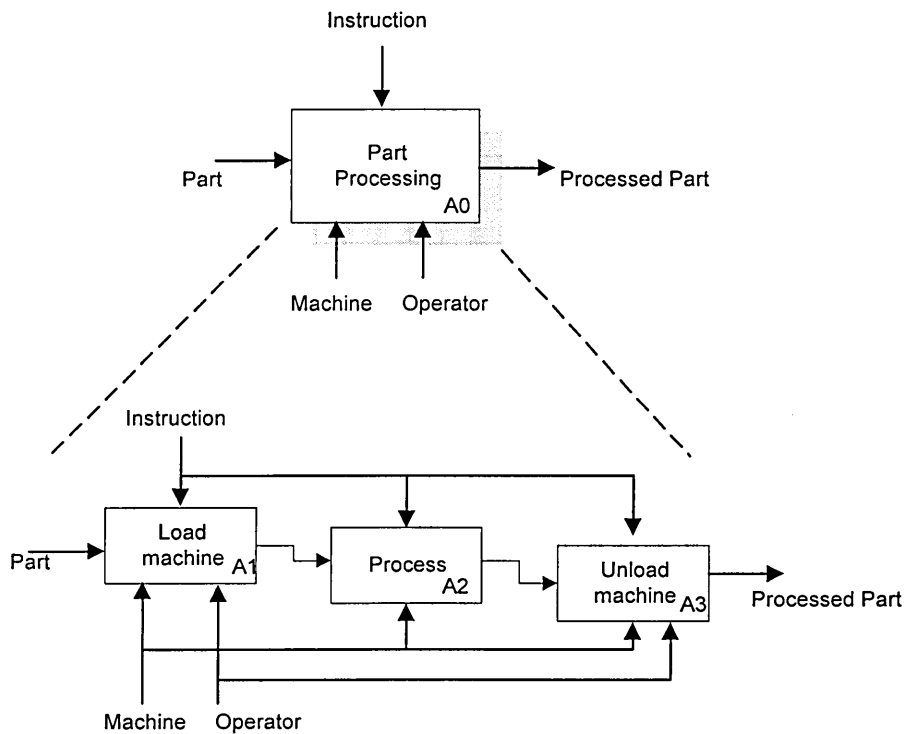 Instruction
Part
Part
Processing
A0
Processed Part
Machine
Operator
Instruction
Part
Load
machine
A1
Process
A2
Unload
machine
A3
Processed Part
Machine
Operator